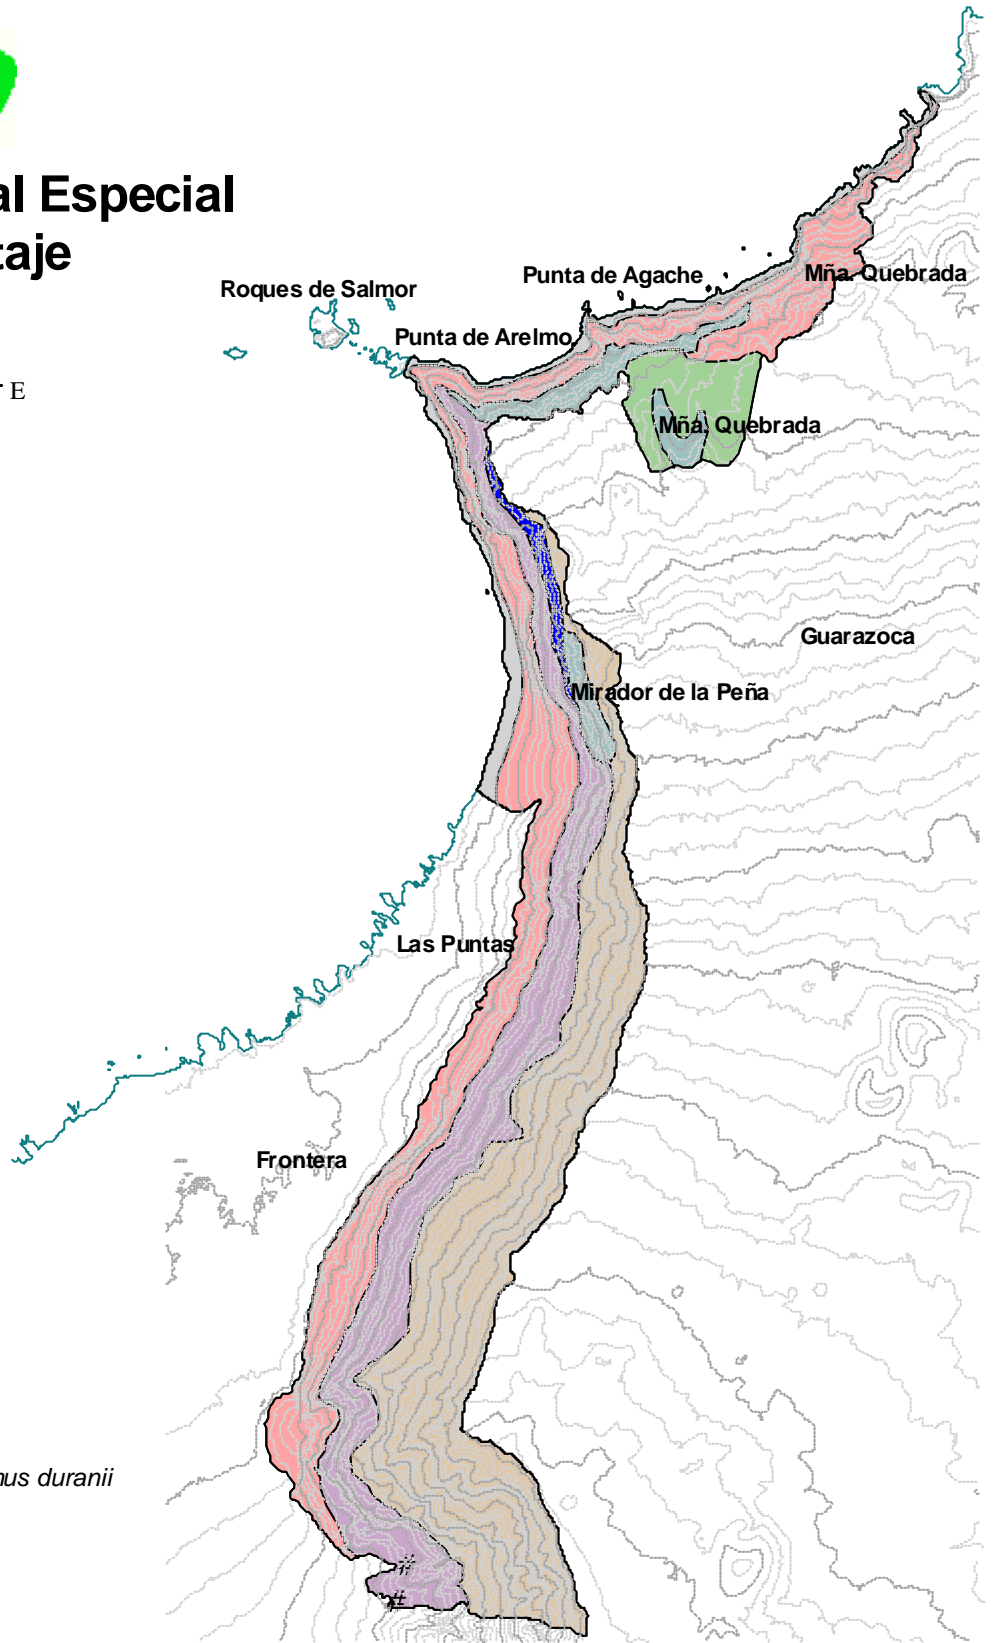 al Especial
taje
Roques de Salmor
Punta de Agache
Mña. Quebrada
Punta de Arelmo
E
Mñá. Quebrada
Guarazoca
Mirador de la Peña
Las Puntas
Frontera
nus duranii
#
#